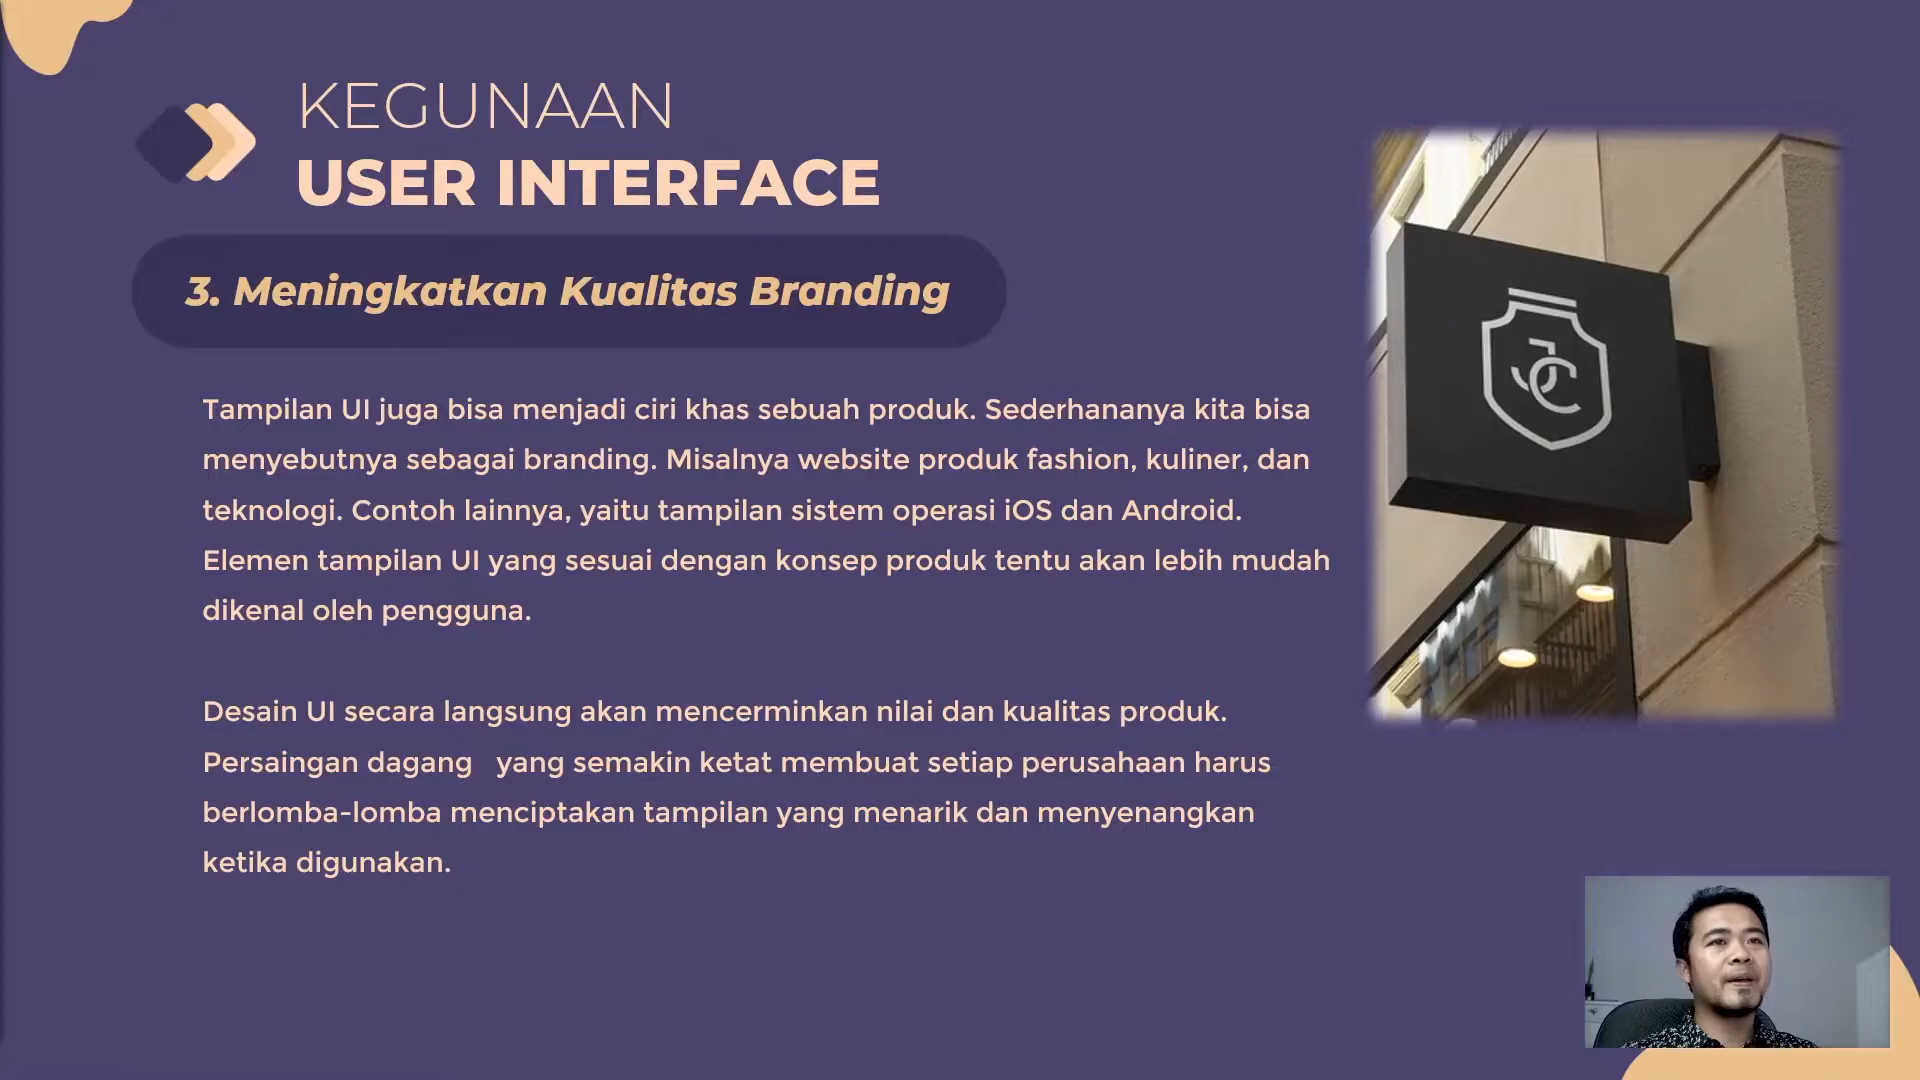 KEGUNAAN
USER INTERFACE
3. Meningkatkan Kualitas Branding
Tampilan UI juga bisa menjadi ciri khas sebuah produk. Sederhananya kita bisa
menyebutnya sebagai branding. Misalnya website produk fashion, kuliner, dan
teknologi. Contoh lainnya, yaitu tampilan sistem operasi iOS dan Android.
Elemen tampilan UI yang sesuai dengan konsep produk tentu akan lebih mudah
dikenal oleh pengguna.
Desain UI secara langsung akan mencerminkan nilai dan kualitas produk.
Persaingan dagang   yang semakin ketat membuat setiap perusahaan harus
berlomba-lomba menciptakan tampilan yang menarik dan menyenangkan
ketika digunakan.
JC